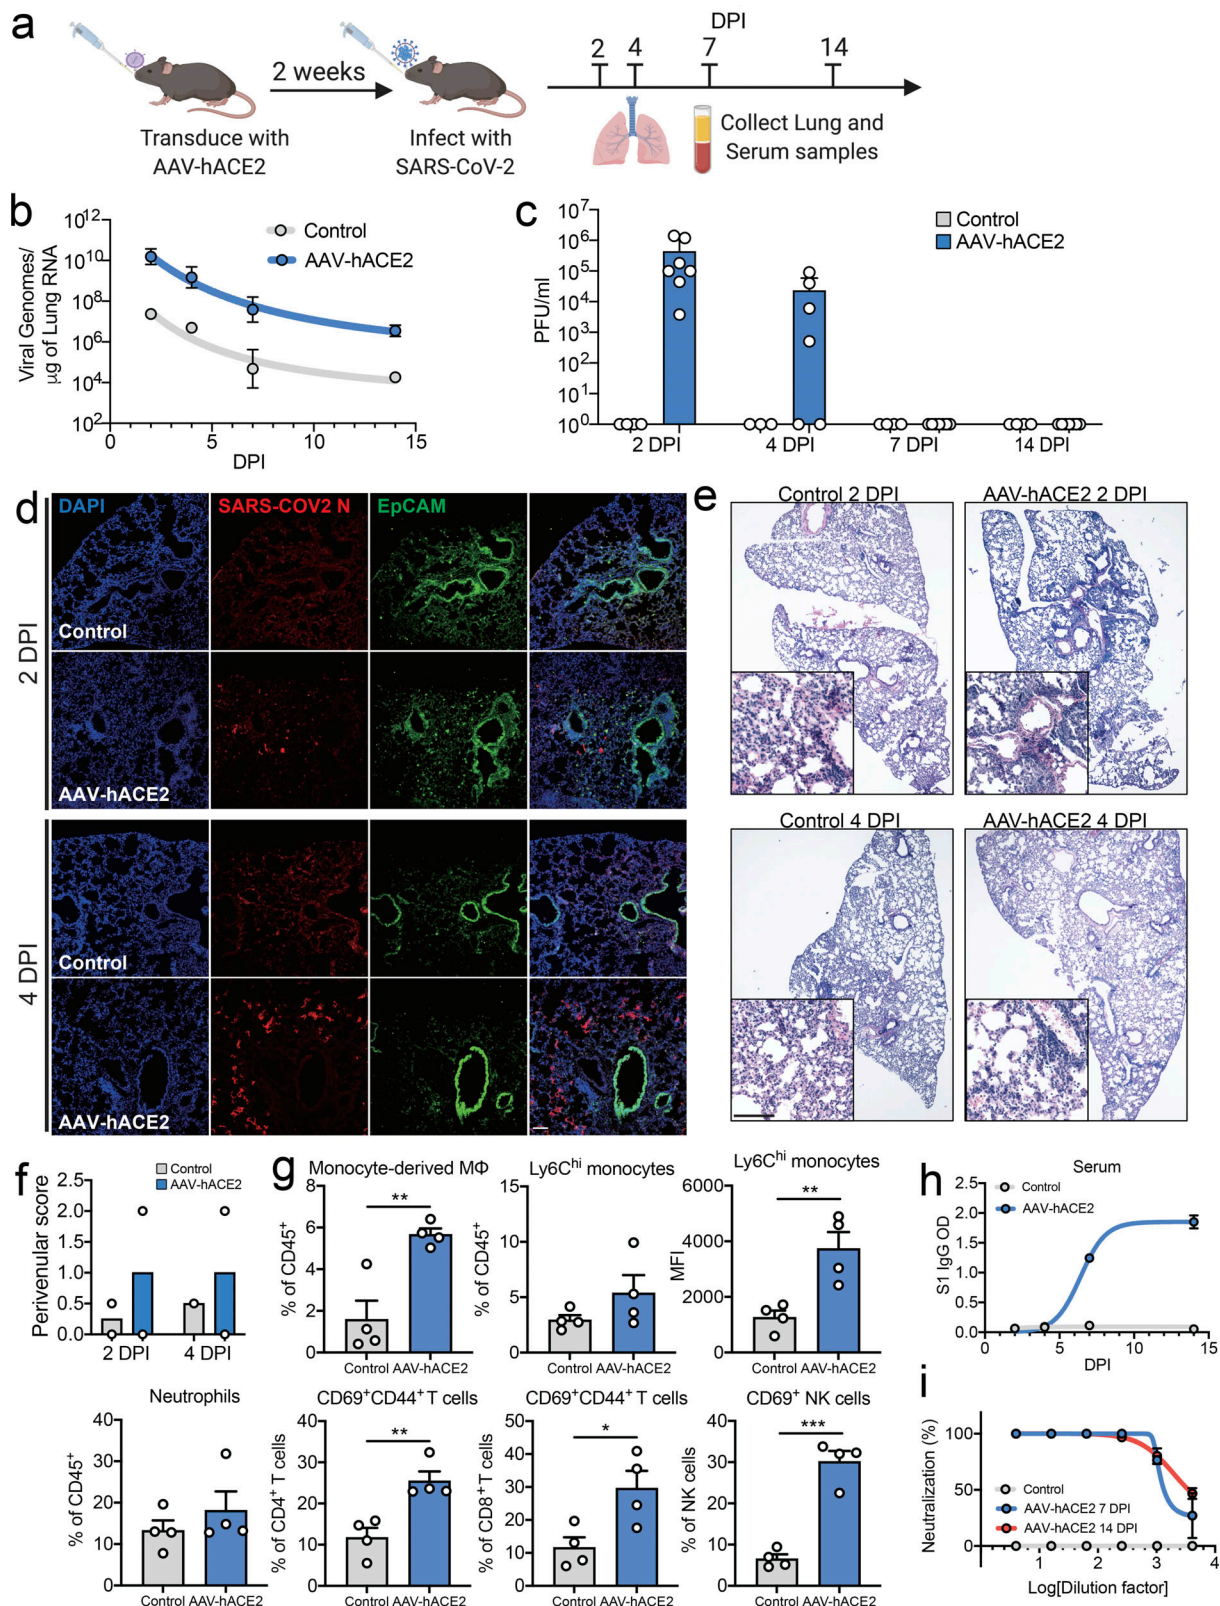 a
DPI
2 4 7 14
2 weeks
Transduce with
AAV-hACE2
Infect with
SARS-CoV-2
Collect Lung and
Serum samples
b
Viral Genomes/
µg of Lung RNA
10¹²
10¹⁰
10⁸
10⁶
10⁴
10²
0 5 10 15
DPI
Control
AAV-hACE2
c
PFU/ml
10⁷
10⁶
10⁵
10⁴
10³
10²
10¹
10⁰
2 DPI 4 DPI 7 DPI 14 DPI
Control
AAV-hACE2
d
DAPI SARS-COV2 N EpCAM
2 DPI
Control
AAV-hACE2
4 DPI
Control
AAV-hACE2
e
Control 2 DPI AAV-hACE2 2 DPI
Control 4 DPI AAV-hACE2 4 DPI
f
Control
AAV-hACE2
Perivenular score
2.5
2.0
1.5
1.0
0.5
0.0
2 DPI 4 DPI
g
Monocyte-derived MΦ
% of CD45⁺
8
6
4
2
0
**
Control AAV-hACE2
Ly6Cʰⁱ monocytes
% of CD45⁺
15
10
5
0
Control AAV-hACE2
Ly6Cʰⁱ monocytes
MFI
6000
4000
2000
0
**
Control AAV-hACE2
Neutrophils
% of CD45⁺
40
30
20
10
0
Control AAV-hACE2
CD69⁺CD44⁺ T cells
% of CD4⁺ T cells
40
30
20
10
0
**
Control AAV-hACE2
CD69⁺CD44⁺ T cells
% of CD8⁺T cells
50
40
30
20
10
0
*
Control AAV-hACE2
CD69⁺ NK cells
% of NK cells
40
30
20
10
0
***
Control AAV-hACE2
h
Serum
Control
AAV-hACE2
S1 IgG OD
2.5
2.0
1.5
1.0
0.5
0.0
0 5 10 15
DPI
i
Neutralization (%)
100
50
0
Control
AAV-hACE2 7 DPI
AAV-hACE2 14 DPI
1 2 3 4
Log[Dilution factor]